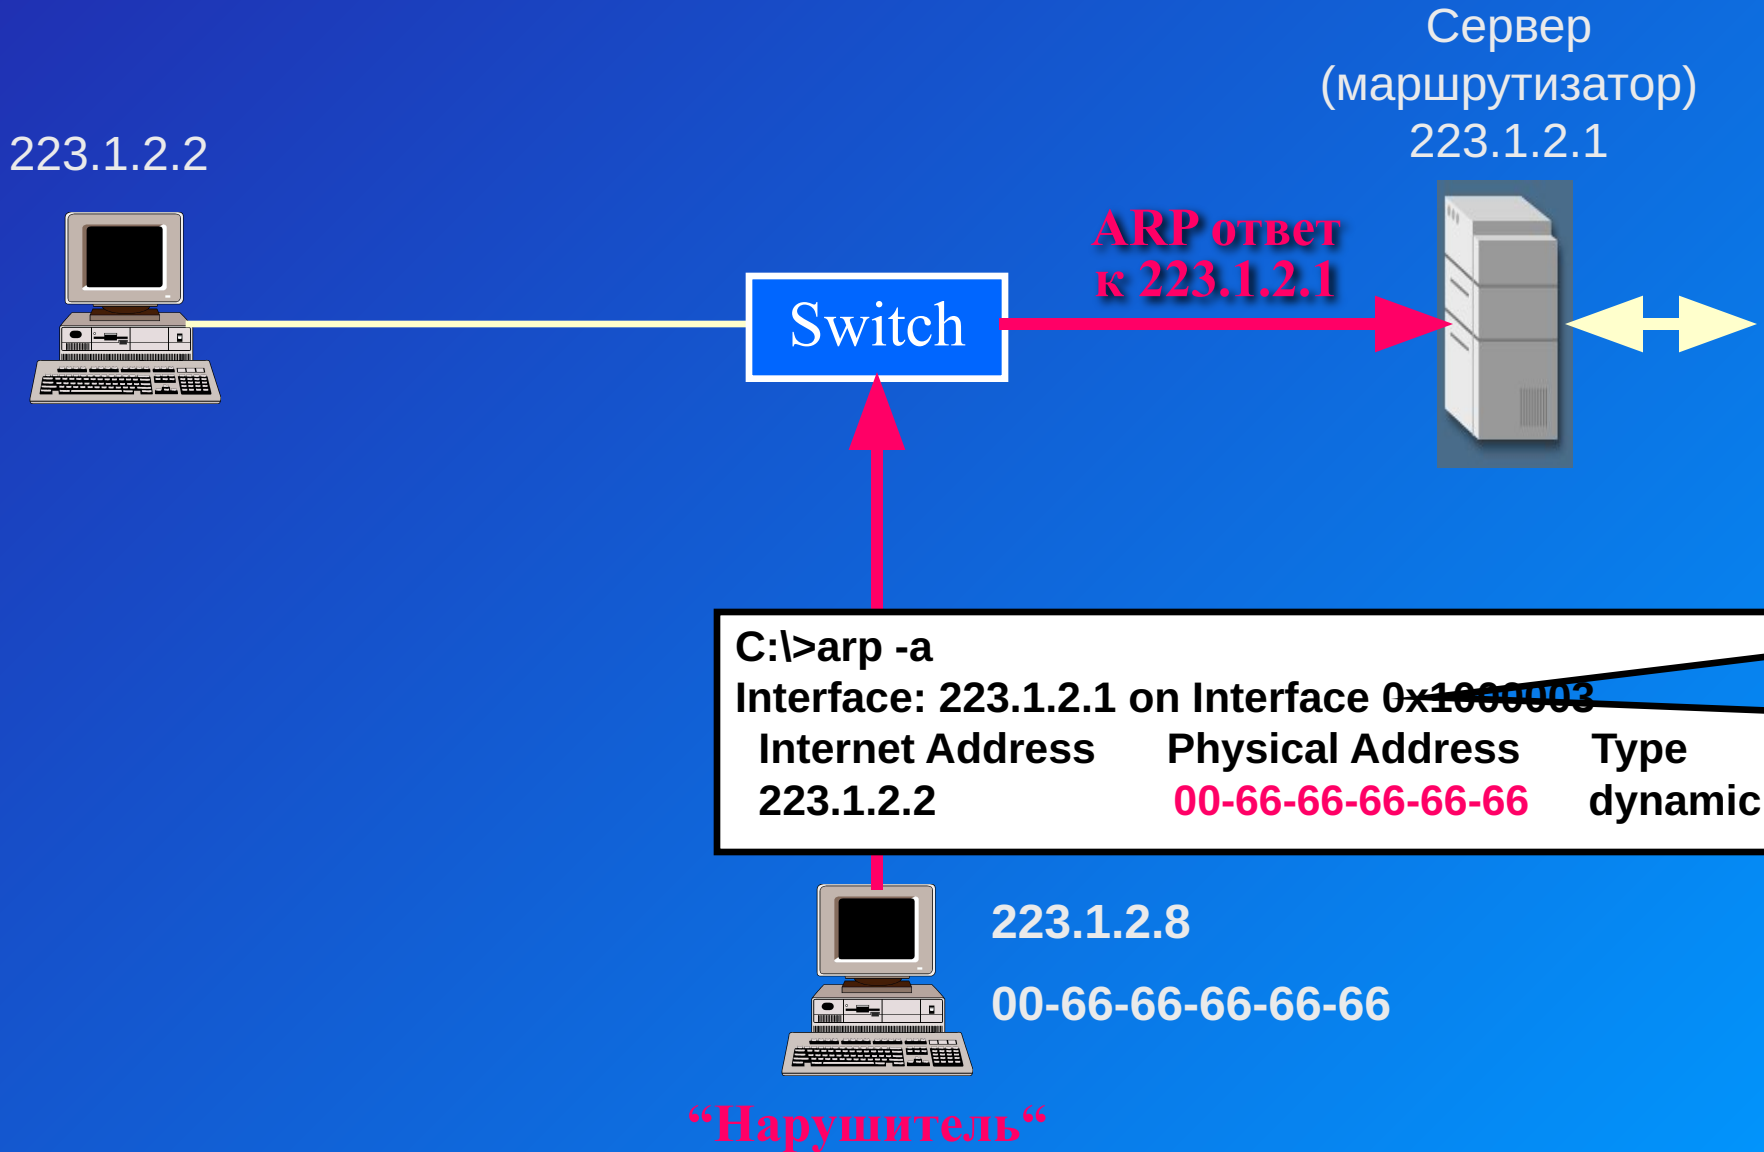 Сервер
(маршрутизатор)
223.1.2.1
223.1.2.2
ARP ответ
к 223.1.2.1
Switch
C:\>arp -a
Interface: 223.1.2.1 on Interface 0x1000003
Internet Address Physical Address Type
223.1.2.2 00-66-66-66-66-66 dynamic
223.1.2.8
00-66-66-66-66-66
“Нарушитель“